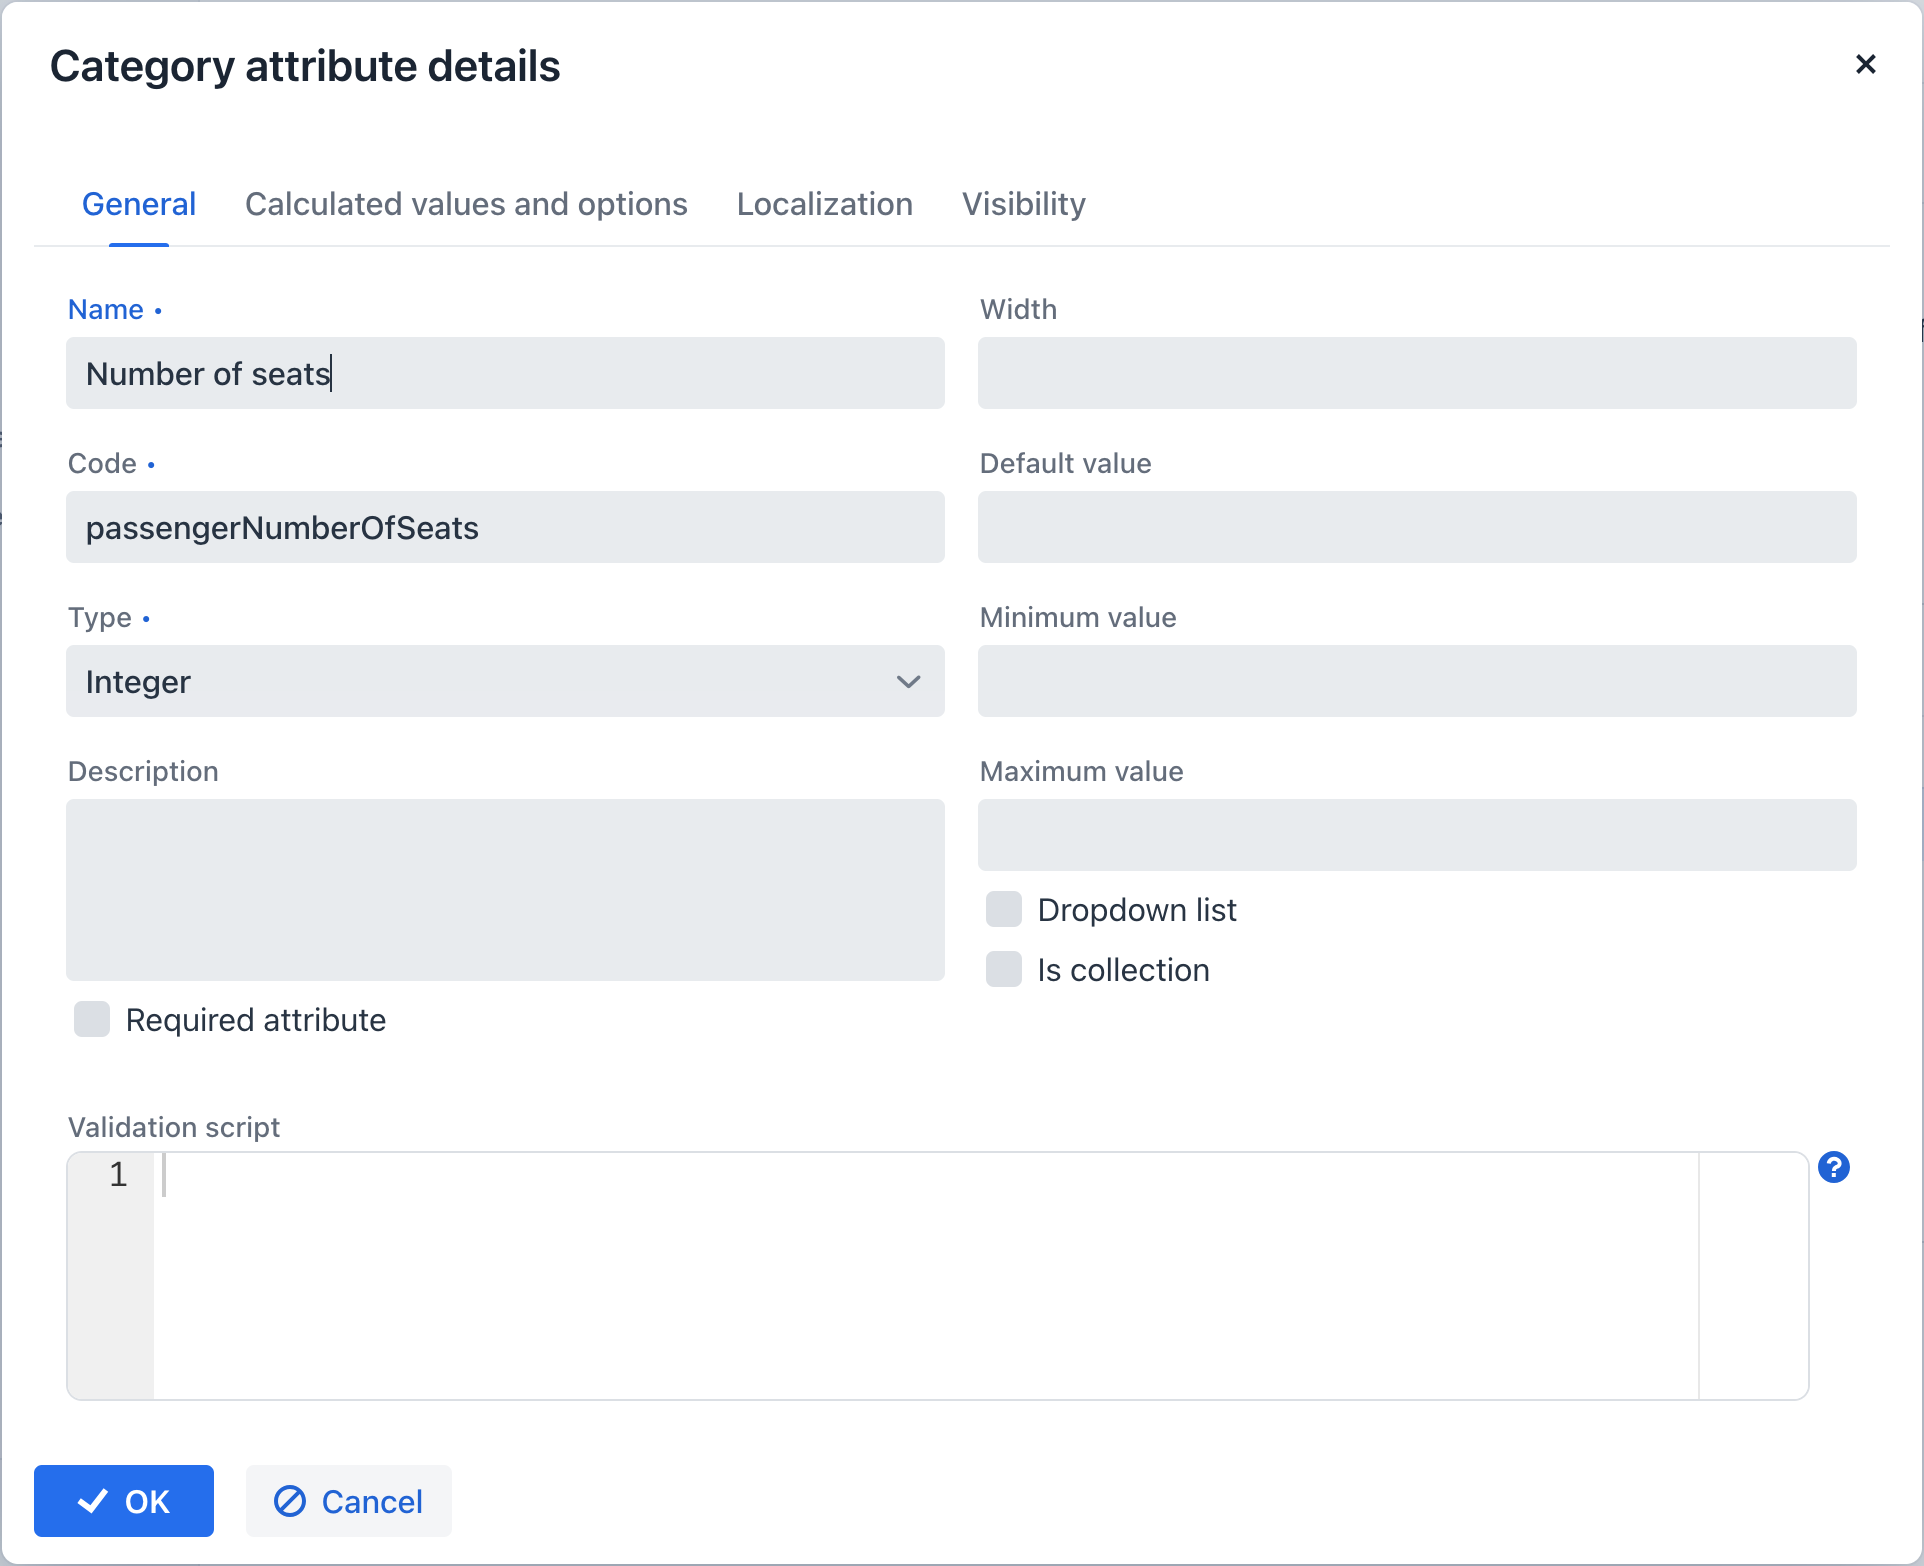 Category attribute details
General Calculated values and options Localization Visibility
Name •
Number of seats
Width
Code •
passengerNumberOfSeats
Default value
Type •
Integer
Minimum value
Description
Maximum value
Dropdown list
Is collection
Required attribute
Validation script
1
?
OK Cancel